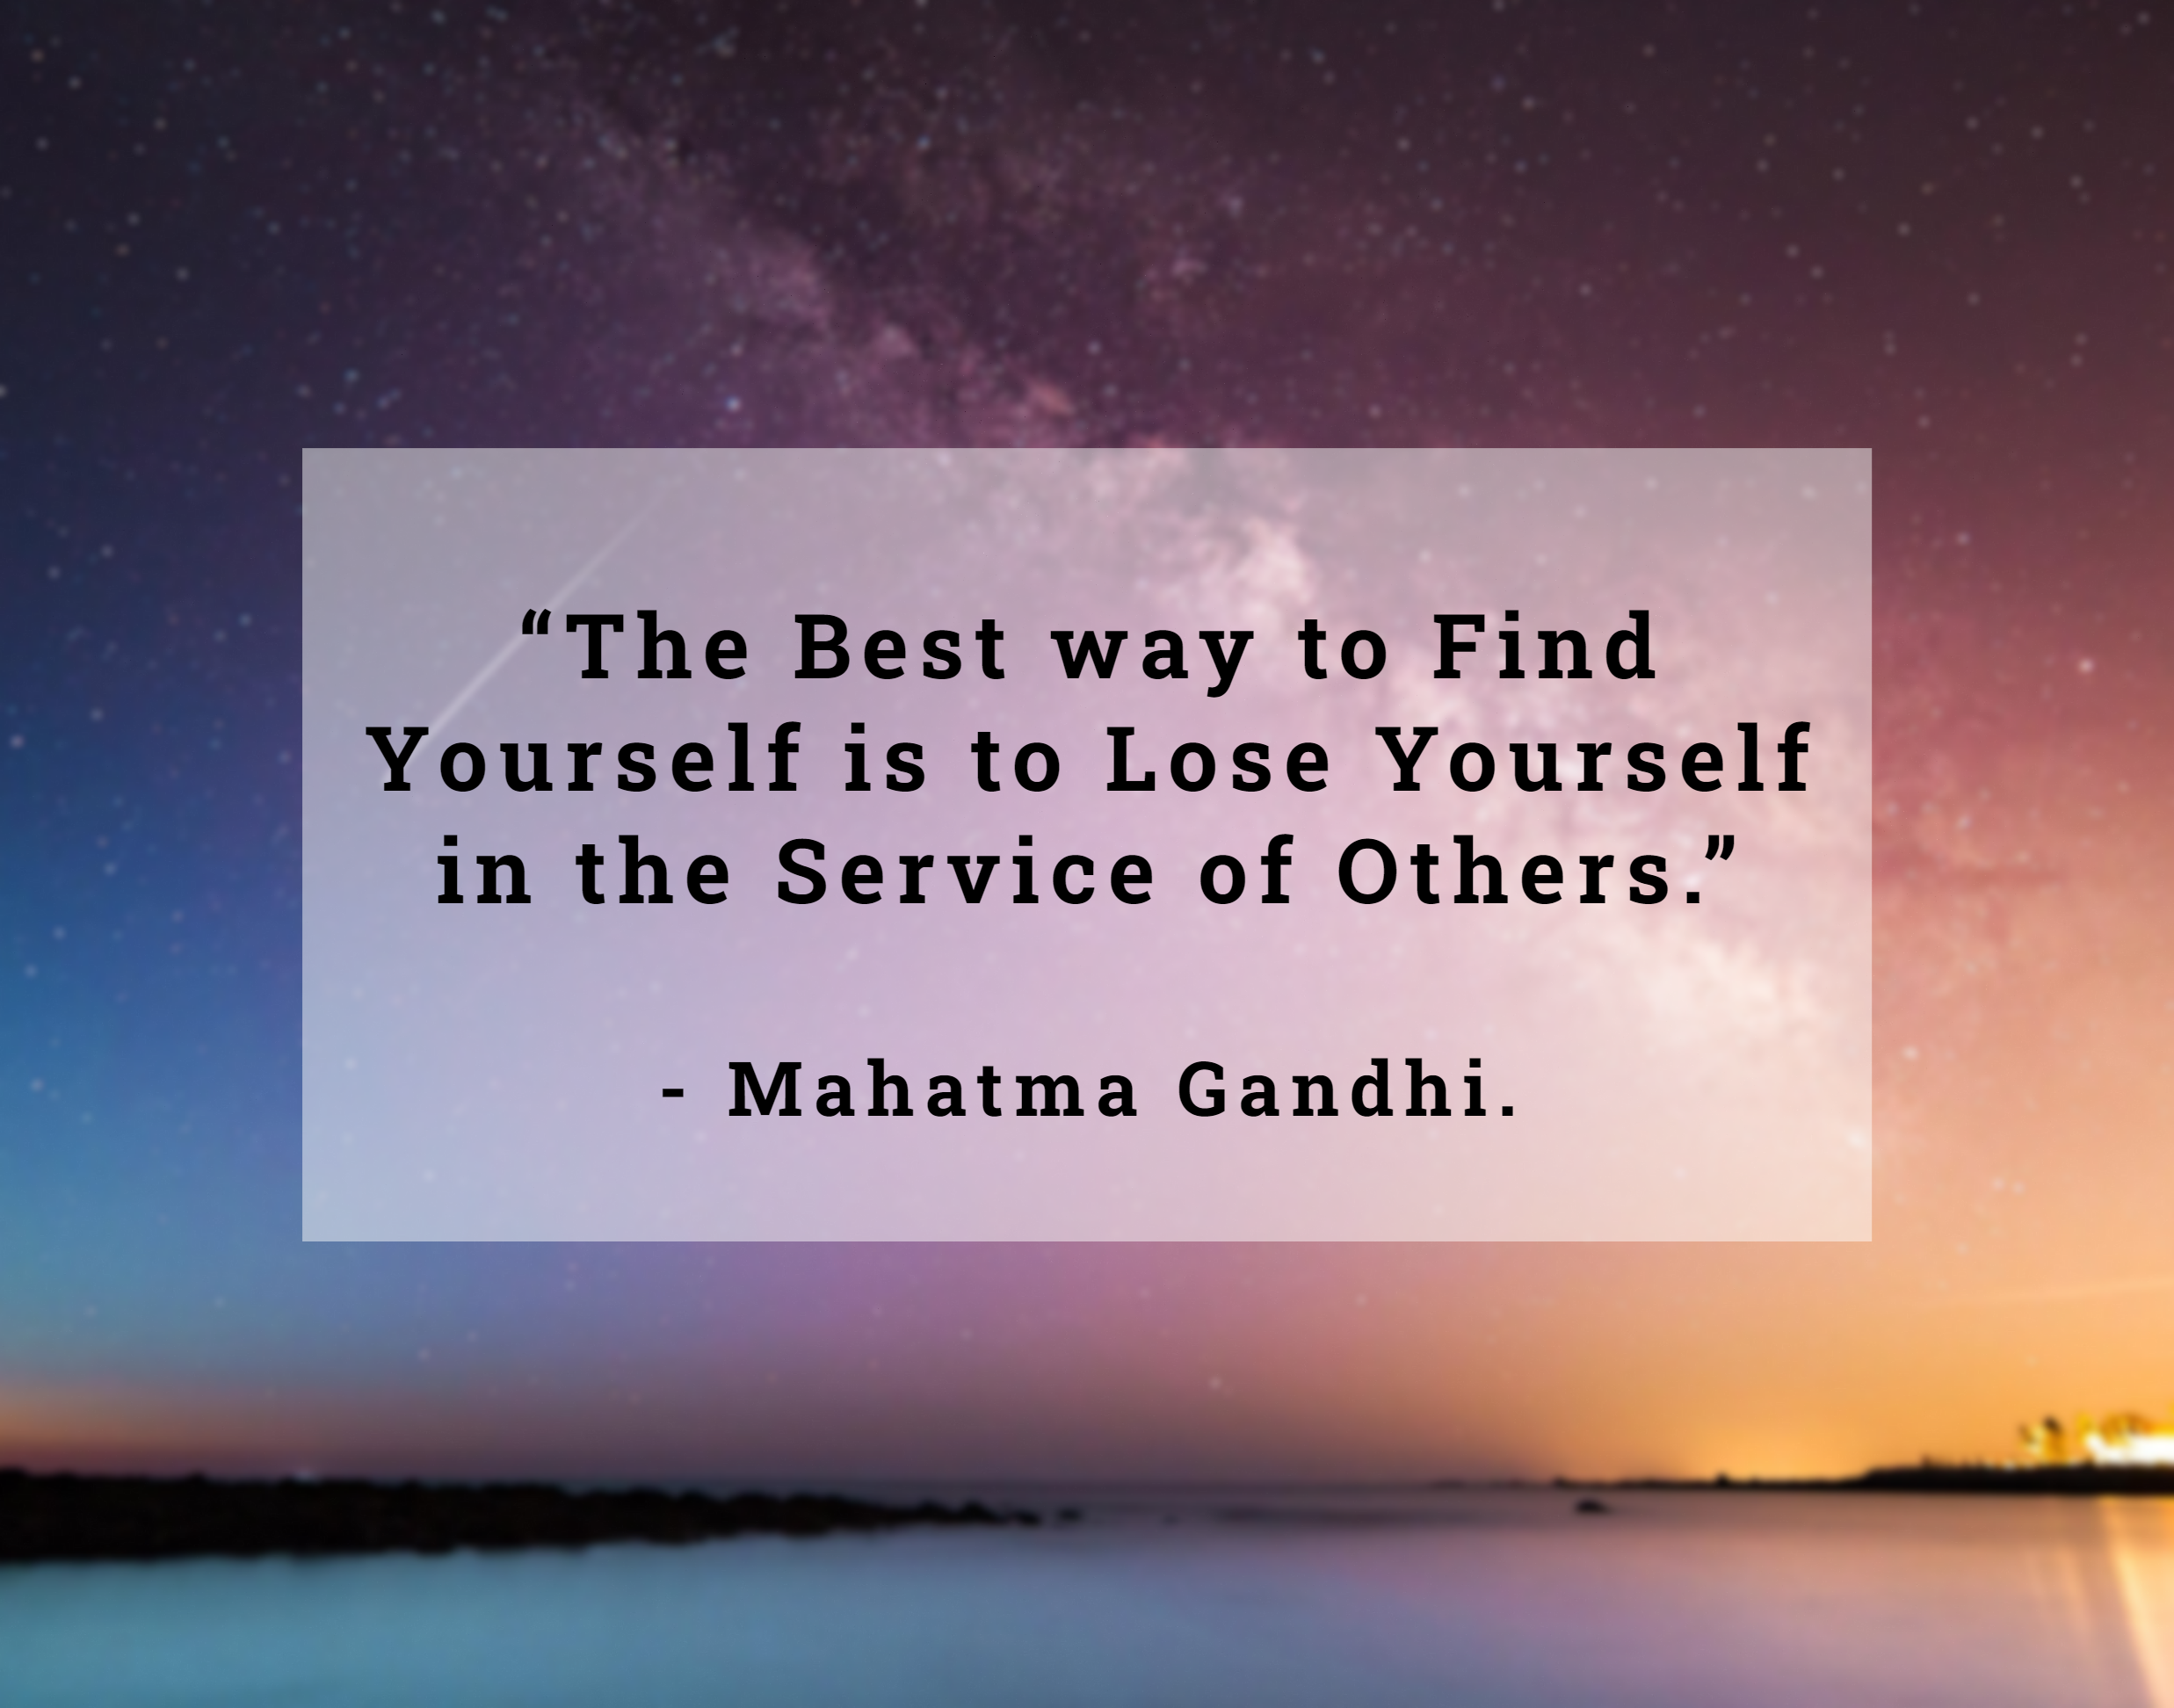 “The Best way to Find
Yourself is to Lose Yourself
in the Service of Others.”
- Mahatma Gandhi.